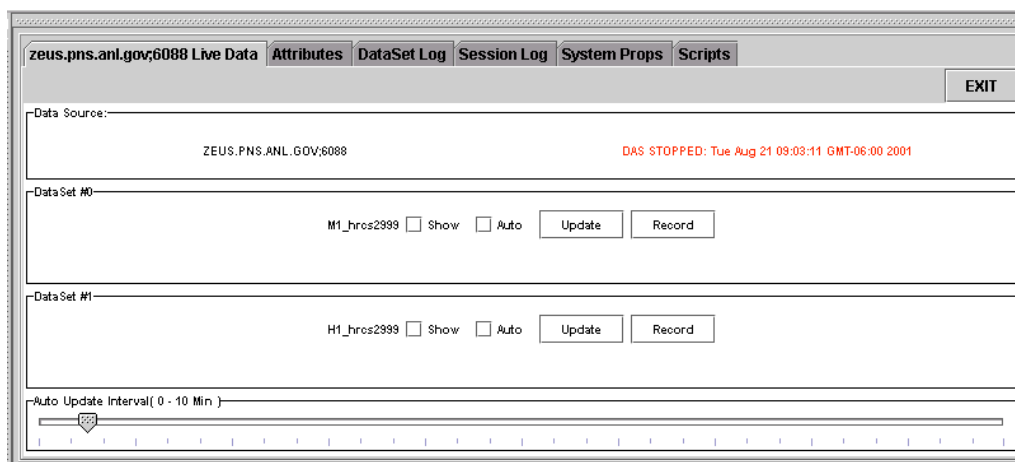 zeus.pns.anl.gov;6088 Live Data Attributes DataSet Log Session Log System Props Scripts
EXIT
Data Source:
ZEUS.PNS.ANL.GOV;6088 DAS STOPPED: Tue Aug 21 09:03:11 GMT-06:00 2001
DataSet #0
M1_hrcs2999 Show Auto Update Record
DataSet #1
H1_hrcs2999 Show Auto Update Record
Auto Update Interval( 0 - 10 Min )